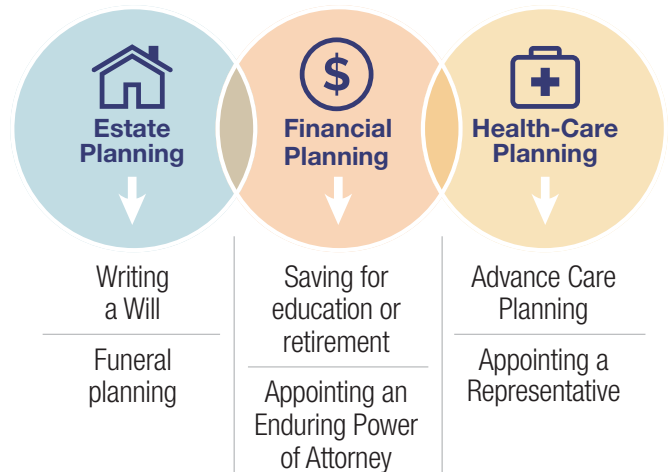 Estate
Planning
Financial
Planning
Health-Care
Planning
Writing
a Will
Funeral
planning
Saving for
education or
retirement
Appointing an
Enduring Power
of Attorney
Advance Care
Planning
Appointing a
Representative